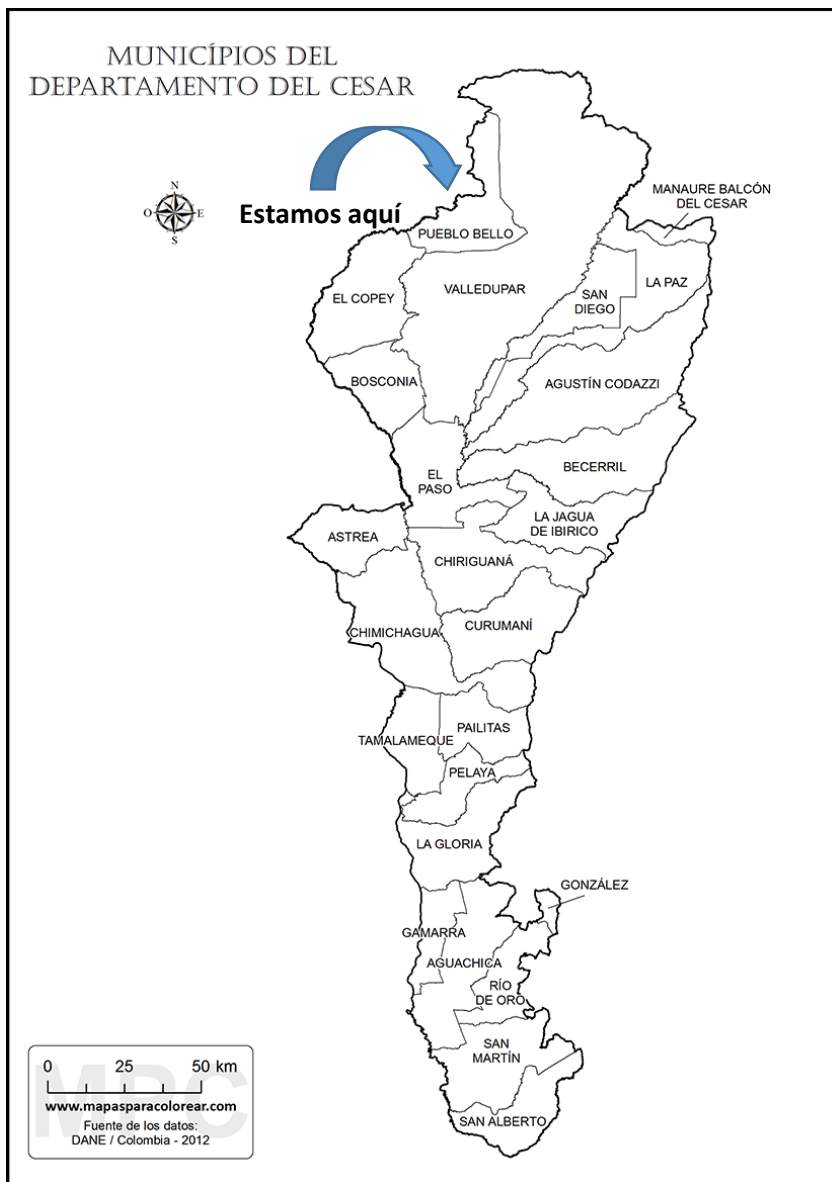 MUNICÍPIOS DEL
DEPARTAMENTO DEL CESAR
N
O
E
S
Estamos aquí
MANAURE BALCÓN
DEL CESAR
PUEBLO BELLO
VALLEDUPAR
EL COPEY
SAN
DIEGO
LA PAZ
BOSCONIA
AGUSTÍN CODAZZI
EL
PASO
BECERRIL
LA JAGUA
DE IBIRICO
ASTREA
CHIRIGUANÁ
CHIMICHAGUA
CURUMANÍ
TAMALAMEQUE
PAILITAS
PELAYA
LA GLORIA
GONZÁLEZ
GAMARRA
AGUACHICA
RÍO
DE ORO
SAN
MARTÍN
SAN ALBERTO
0 25 50 km
MPC
www.mapasparacolorear.com
Fuente de los datos:
DANE / Colombia - 2012